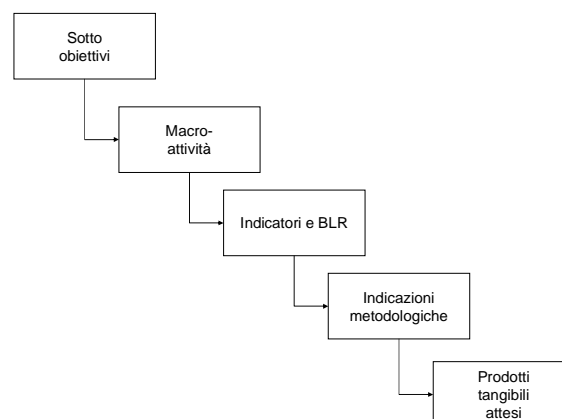 Sotto
obiettivi
Macro-
attività
Indicatori e BLR
Indicazioni
metodologiche
Prodotti
tangibili
attesi